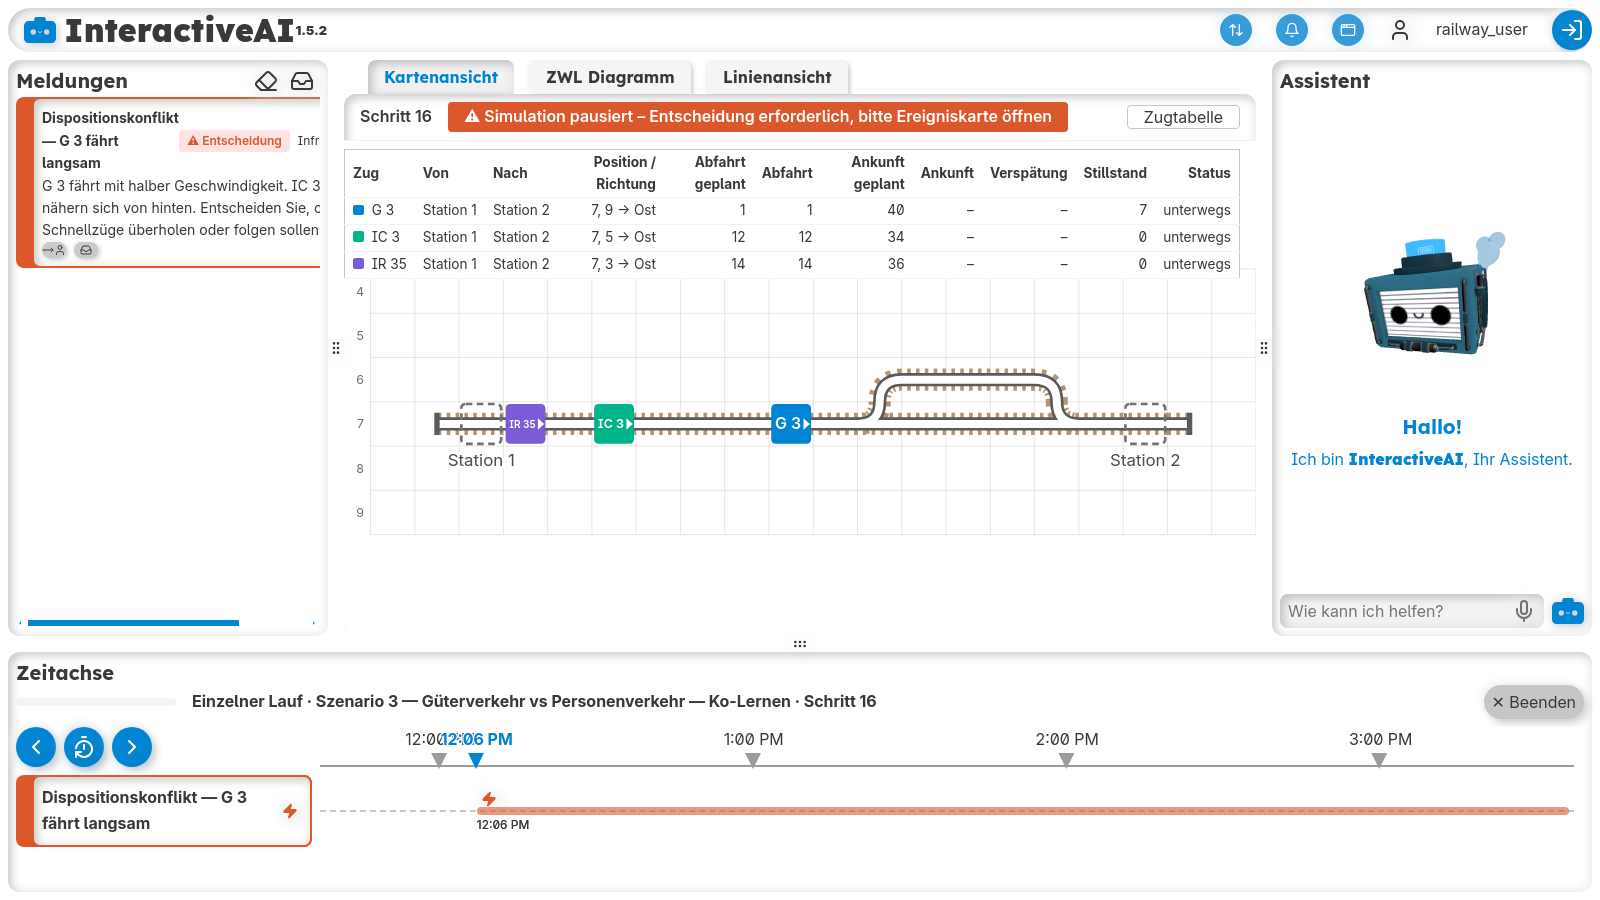 InteractiveAI 1.5.2
railway_user
Meldungen
Dispositionskonflikt
— G 3 fährt
langsam
Entscheidung
Infr
G 3 fährt mit halber Geschwindigkeit. IC 3
nähern sich von hinten. Entscheiden Sie,
Schnellzüge überholen oder folgen sollen
Kartenansicht
ZWL Diagramm
Linienansicht
Schritt 16
Simulation pausiert – Entscheidung erforderlich, bitte Ereigniskarte öffnen
Zugtabelle
Zug Von Nach Position / Richtung Abfahrt geplant Abfahrt Ankunft geplant Ankunft Verspätung Stillstand Status
G 3 Station 1 Station 2 7, 9 → Ost 1 1 40 – – 7 unterwegs
IC 3 Station 1 Station 2 7, 5 → Ost 12 12 34 – – 0 unterwegs
IR 35 Station 1 Station 2 7, 3 → Ost 14 14 36 – – 0 unterwegs
4
5
6
7
8
9
IR 35
IC 3
G 3
Station 1
Station 2
Assistent
Hallo!
Ich bin InteractiveAI, Ihr Assistent.
Wie kann ich helfen?
Zeitachse
Einzelner Lauf · Szenario 3 — Güterverkehr vs Personenverkehr — Ko-Lernen · Schritt 16
× Beenden
12:00
12:06 PM
1:00 PM
2:00 PM
3:00 PM
Dispositionskonflikt — G 3
fährt langsam
12:06 PM